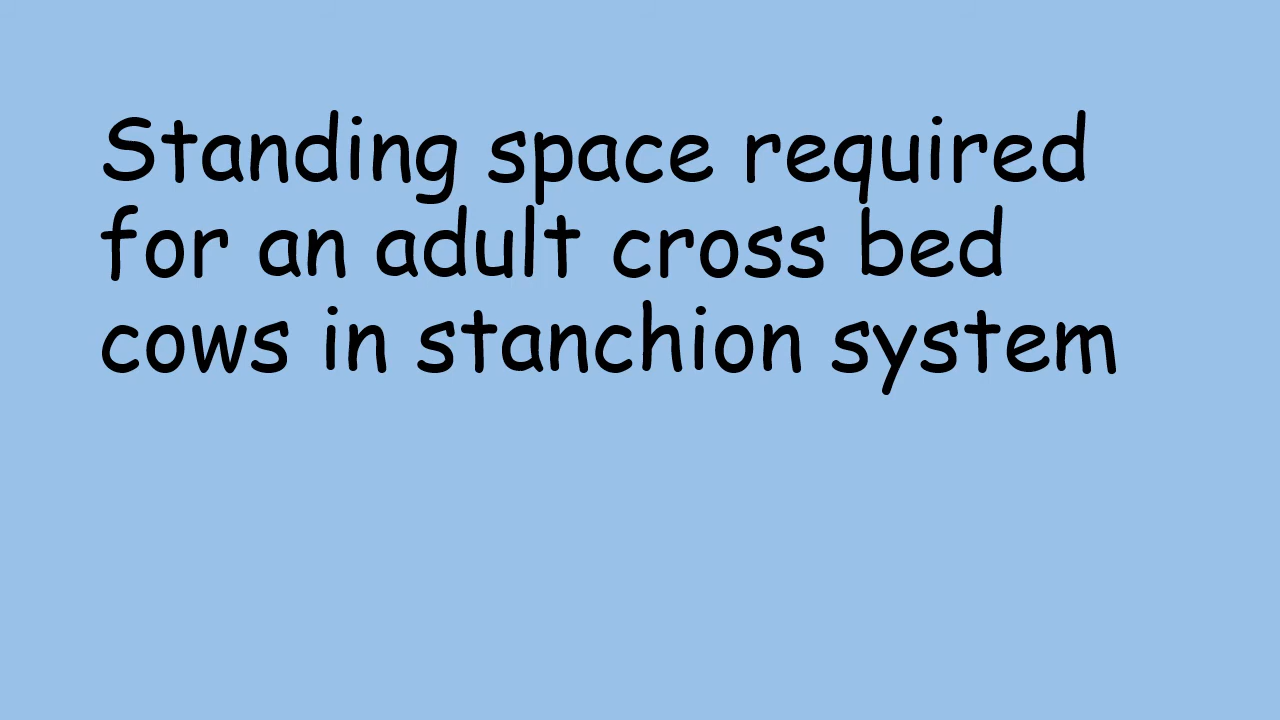 Standing space required
for an adult cross bed
cows in stanchion system